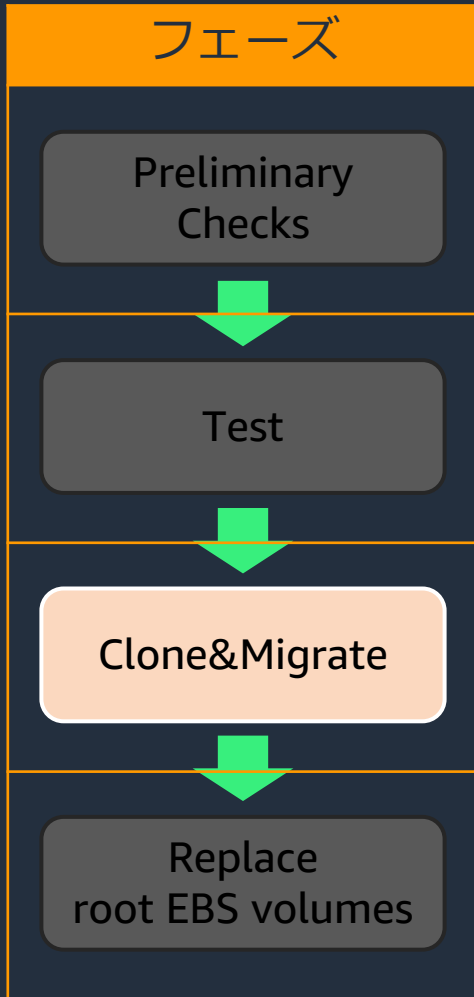 フェーズ
Preliminary
Checks
Test
Clone&Migrate
Replace
root EBS volumes